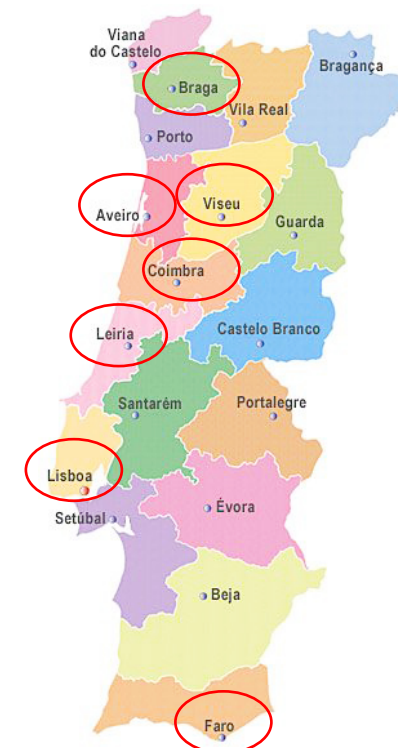 Viana
do Castelo
Bragança
Braga
Vila Real
Porto
Aveiro
Viseu
Guarda
Coimbra
Leiria
Castelo Branco
Santarém
Portalegre
Lisboa
Évora
Setúbal
Beja
Faro